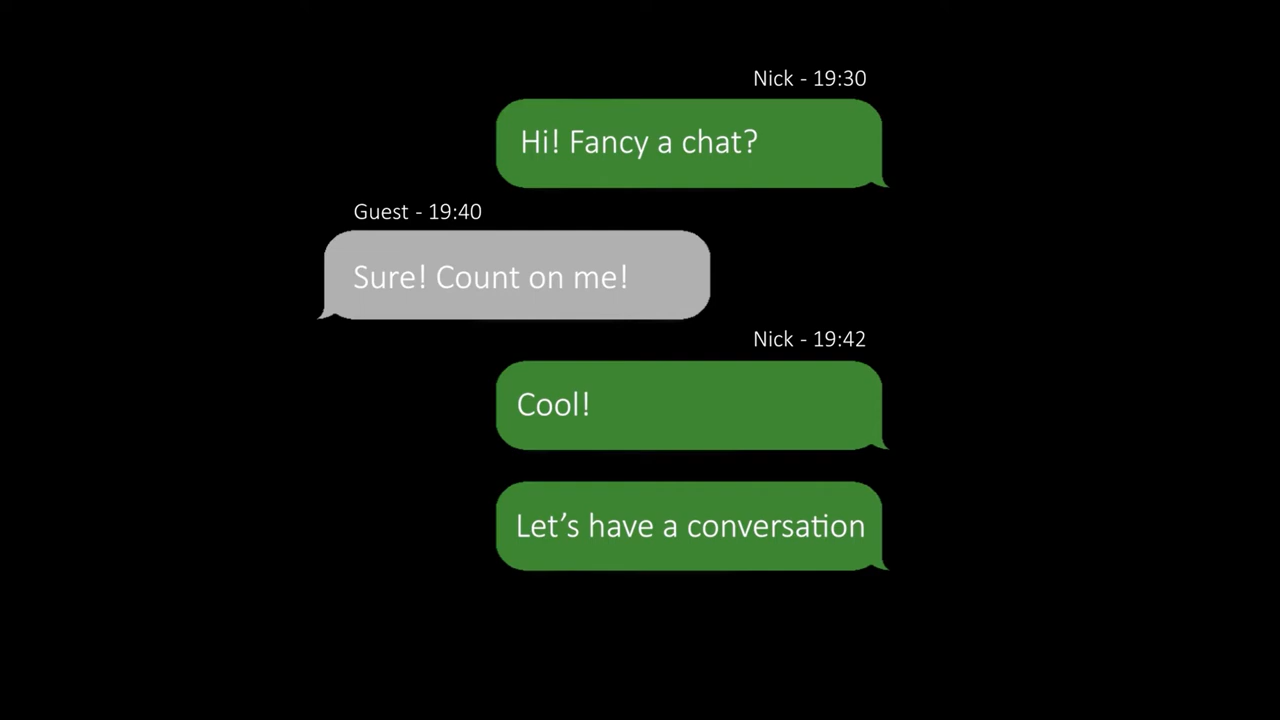 Nick - 19:30
Hi! Fancy a chat?
Guest - 19:40
Sure! Count on me!
Nick - 19:42
Cool!
Let’s have a conversation